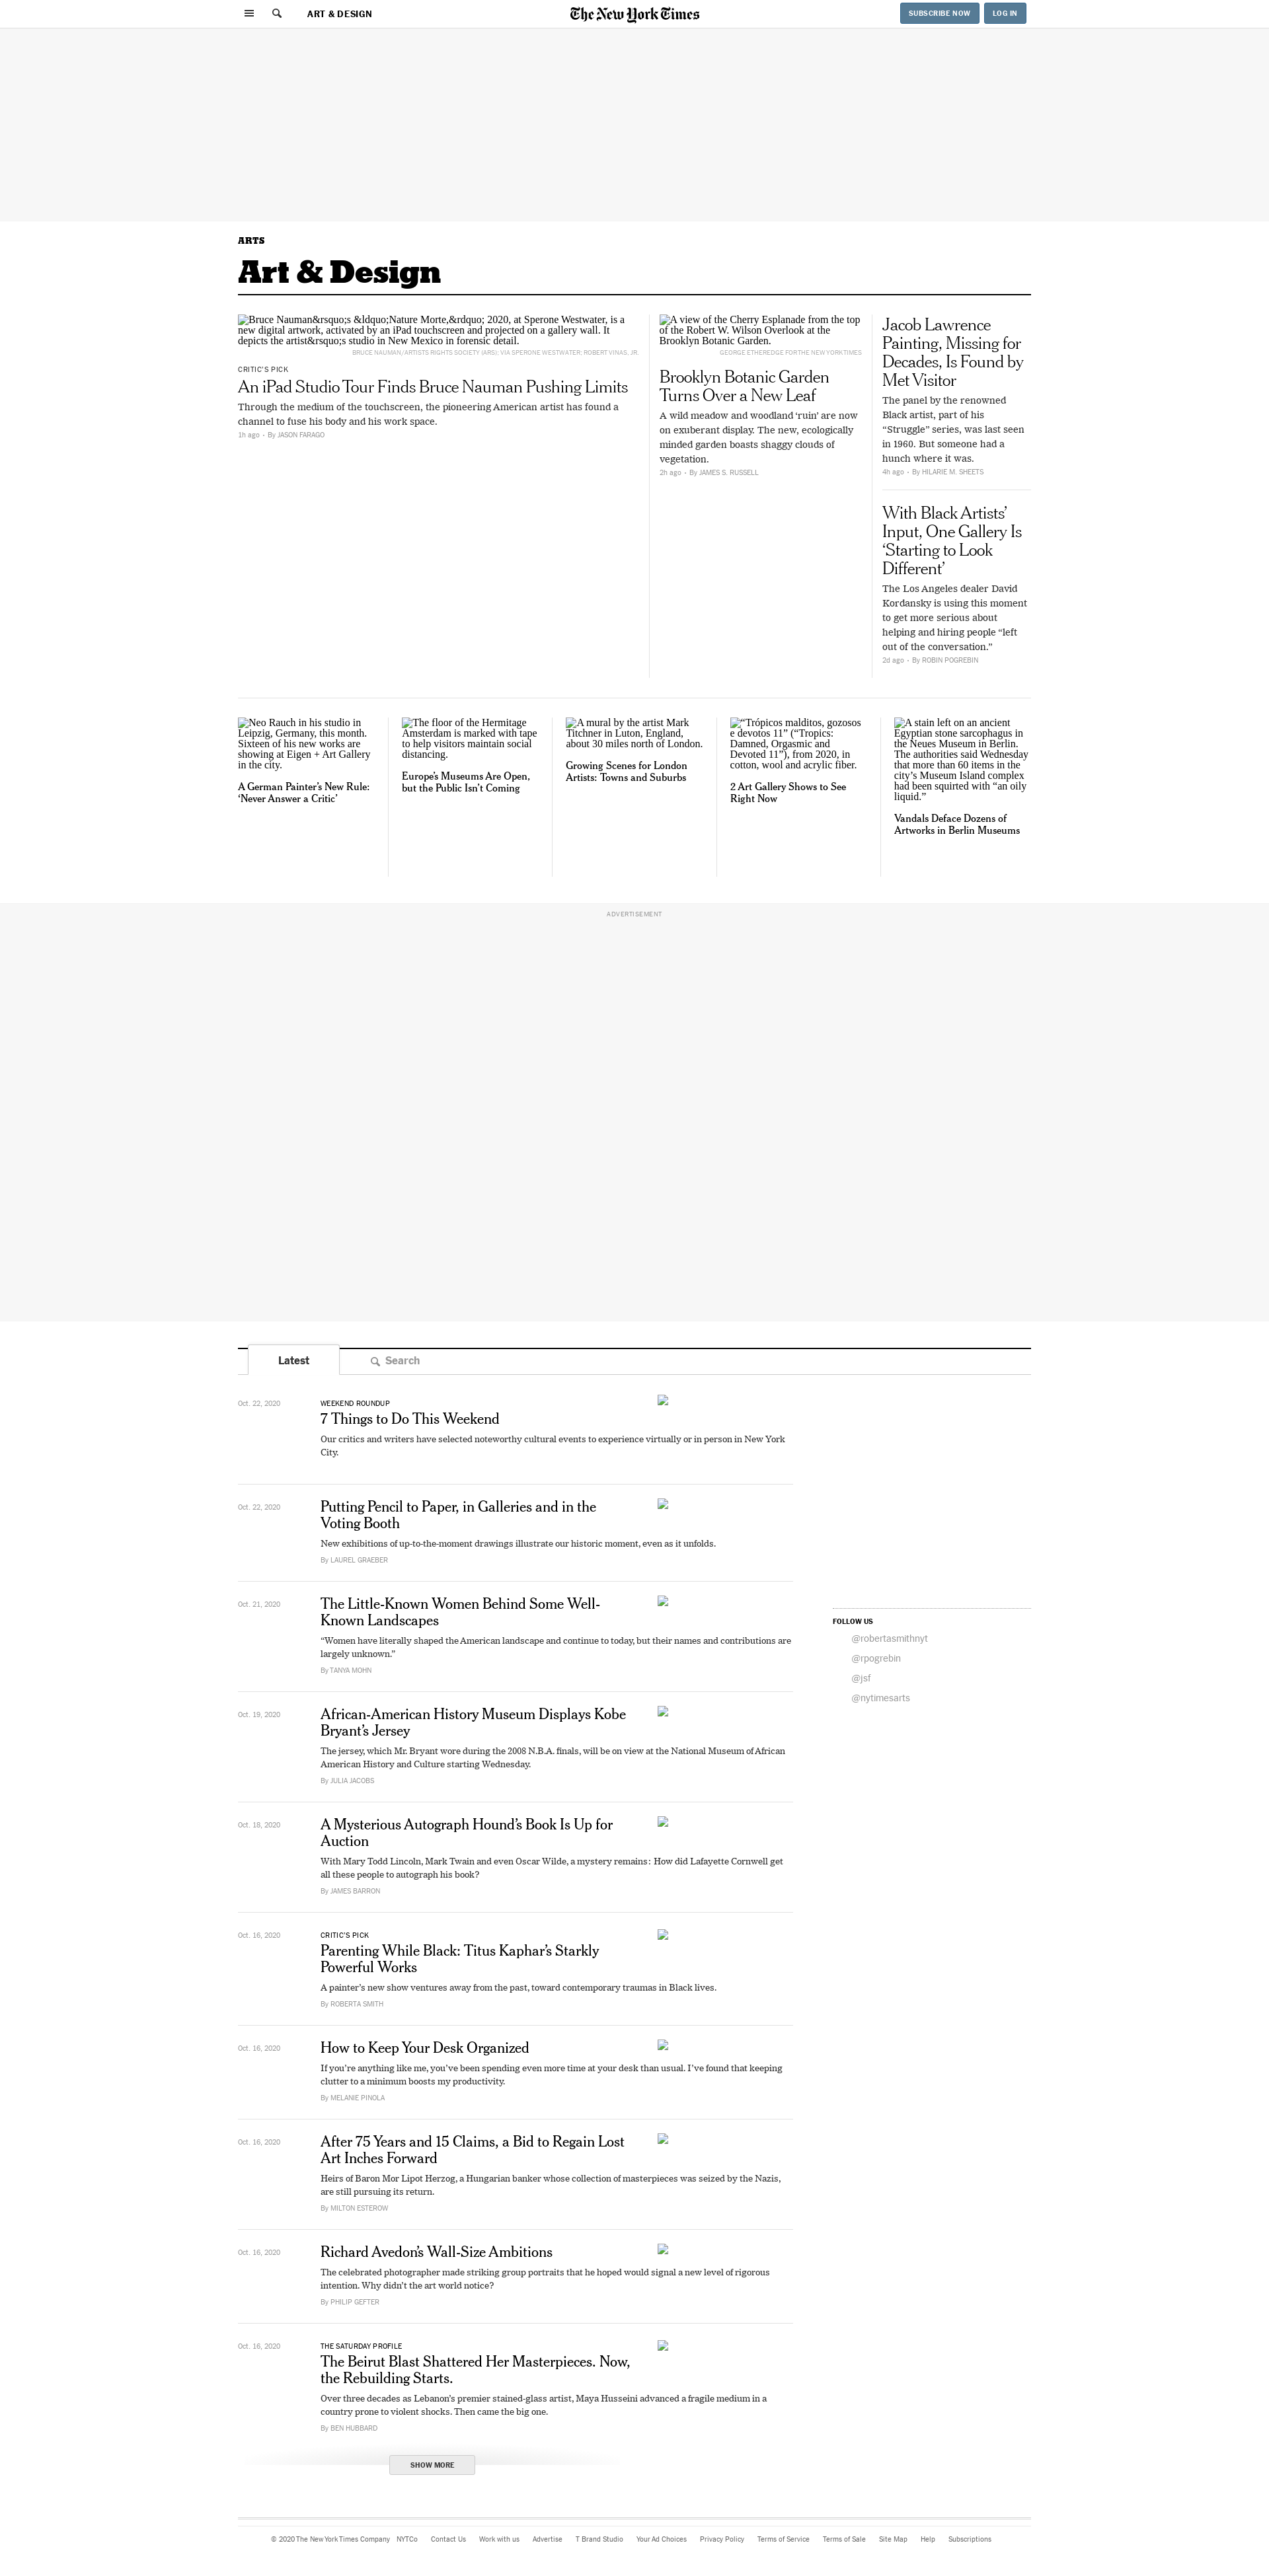 ART & DESIGN
The New York Times
SUBSCRIBE NOW
LOG IN
ARTS
Art & Design
Bruce Nauman&rsquo;s &ldquo;Nature Morte,&rdquo; 2020, at Sperone Westwater, is a
new digital artwork, activated by an iPad touchscreen and projected on a gallery wall. It
depicts the artist&rsquo;s studio in New Mexico in forensic detail.
BRUCE NAUMAN/ARTISTS RIGHTS SOCIETY (ARS); VIA SPERONE WESTWATER; ROBERT VINAS, JR.
CRITIC'S PICK
An iPad Studio Tour Finds Bruce Nauman Pushing Limits
Through the medium of the touchscreen, the pioneering American artist has found a
channel to fuse his body and his work space.
1h ago • By JASON FARAGO
A view of the Cherry Esplanade from the top
of the Robert W. Wilson Overlook at the
Brooklyn Botanic Garden.
GEORGE ETHEREDGE FOR THE NEW YORK TIMES
Brooklyn Botanic Garden
Turns Over a New Leaf
A wild meadow and woodland ‘ruin’ are now
on exuberant display. The new, ecologically
minded garden boasts shaggy clouds of
vegetation.
2h ago • By JAMES S. RUSSELL
Jacob Lawrence
Painting, Missing for
Decades, Is Found by
Met Visitor
The panel by the renowned
Black artist, part of his
“Struggle” series, was last seen
in 1960. But someone had a
hunch where it was.
4h ago • By HILARIE M. SHEETS
With Black Artists’
Input, One Gallery Is
‘Starting to Look
Different’
The Los Angeles dealer David
Kordansky is using this moment
to get more serious about
helping and hiring people “left
out of the conversation.”
2d ago • By ROBIN POGREBIN
Neo Rauch in his studio in
Leipzig, Germany, this month.
Sixteen of his new works are
showing at Eigen + Art Gallery
in the city.
A German Painter’s New Rule:
‘Never Answer a Critic’
The floor of the Hermitage
Amsterdam is marked with tape
to help visitors maintain social
distancing.
Europe’s Museums Are Open,
but the Public Isn’t Coming
A mural by the artist Mark
Titchner in Luton, England,
about 30 miles north of London.
Growing Scenes for London
Artists: Towns and Suburbs
“Trópicos malditos, gozosos
e devotos 11” (“Tropics:
Damned, Orgasmic and
Devoted 11”), from 2020, in
cotton, wool and acrylic fiber.
2 Art Gallery Shows to See
Right Now
A stain left on an ancient
Egyptian stone sarcophagus in
the Neues Museum in Berlin.
The authorities said Wednesday
that more than 60 items in the
city’s Museum Island complex
had been squirted with “an oily
liquid.”
Vandals Deface Dozens of
Artworks in Berlin Museums
ADVERTISEMENT
Latest
Search
Oct. 22, 2020
WEEKEND ROUNDUP
7 Things to Do This Weekend
Our critics and writers have selected noteworthy cultural events to experience virtually or in person in New York
City.
Oct. 22, 2020
Putting Pencil to Paper, in Galleries and in the
Voting Booth
New exhibitions of up-to-the-moment drawings illustrate our historic moment, even as it unfolds.
By LAUREL GRAEBER
Oct. 21, 2020
The Little-Known Women Behind Some Well-
Known Landscapes
“Women have literally shaped the American landscape and continue to today, but their names and contributions are
largely unknown.”
By TANYA MOHN
Oct. 19, 2020
African-American History Museum Displays Kobe
Bryant’s Jersey
The jersey, which Mr. Bryant wore during the 2008 N.B.A. finals, will be on view at the National Museum of African
American History and Culture starting Wednesday.
By JULIA JACOBS
Oct. 18, 2020
A Mysterious Autograph Hound’s Book Is Up for
Auction
With Mary Todd Lincoln, Mark Twain and even Oscar Wilde, a mystery remains: How did Lafayette Cornwell get
all these people to autograph his book?
By JAMES BARRON
Oct. 16, 2020
CRITIC'S PICK
Parenting While Black: Titus Kaphar’s Starkly
Powerful Works
A painter’s new show ventures away from the past, toward contemporary traumas in Black lives.
By ROBERTA SMITH
Oct. 16, 2020
How to Keep Your Desk Organized
If you’re anything like me, you’ve been spending even more time at your desk than usual. I’ve found that keeping
clutter to a minimum boosts my productivity.
By MELANIE PINOLA
Oct. 16, 2020
After 75 Years and 15 Claims, a Bid to Regain Lost
Art Inches Forward
Heirs of Baron Mor Lipot Herzog, a Hungarian banker whose collection of masterpieces was seized by the Nazis,
are still pursuing its return.
By MILTON ESTEROW
Oct. 16, 2020
Richard Avedon’s Wall-Size Ambitions
The celebrated photographer made striking group portraits that he hoped would signal a new level of rigorous
intention. Why didn’t the art world notice?
By PHILIP GEFTER
Oct. 16, 2020
THE SATURDAY PROFILE
The Beirut Blast Shattered Her Masterpieces. Now,
the Rebuilding Starts.
Over three decades as Lebanon’s premier stained-glass artist, Maya Husseini advanced a fragile medium in a
country prone to violent shocks. Then came the big one.
By BEN HUBBARD
SHOW MORE
FOLLOW US
@robertasmithnyt
@rpogrebin
@jsf
@nytimesarts
© 2020 The New York Times Company NYTCo Contact Us Work with us Advertise T Brand Studio Your Ad Choices Privacy Policy Terms of Service Terms of Sale Site Map Help Subscriptions